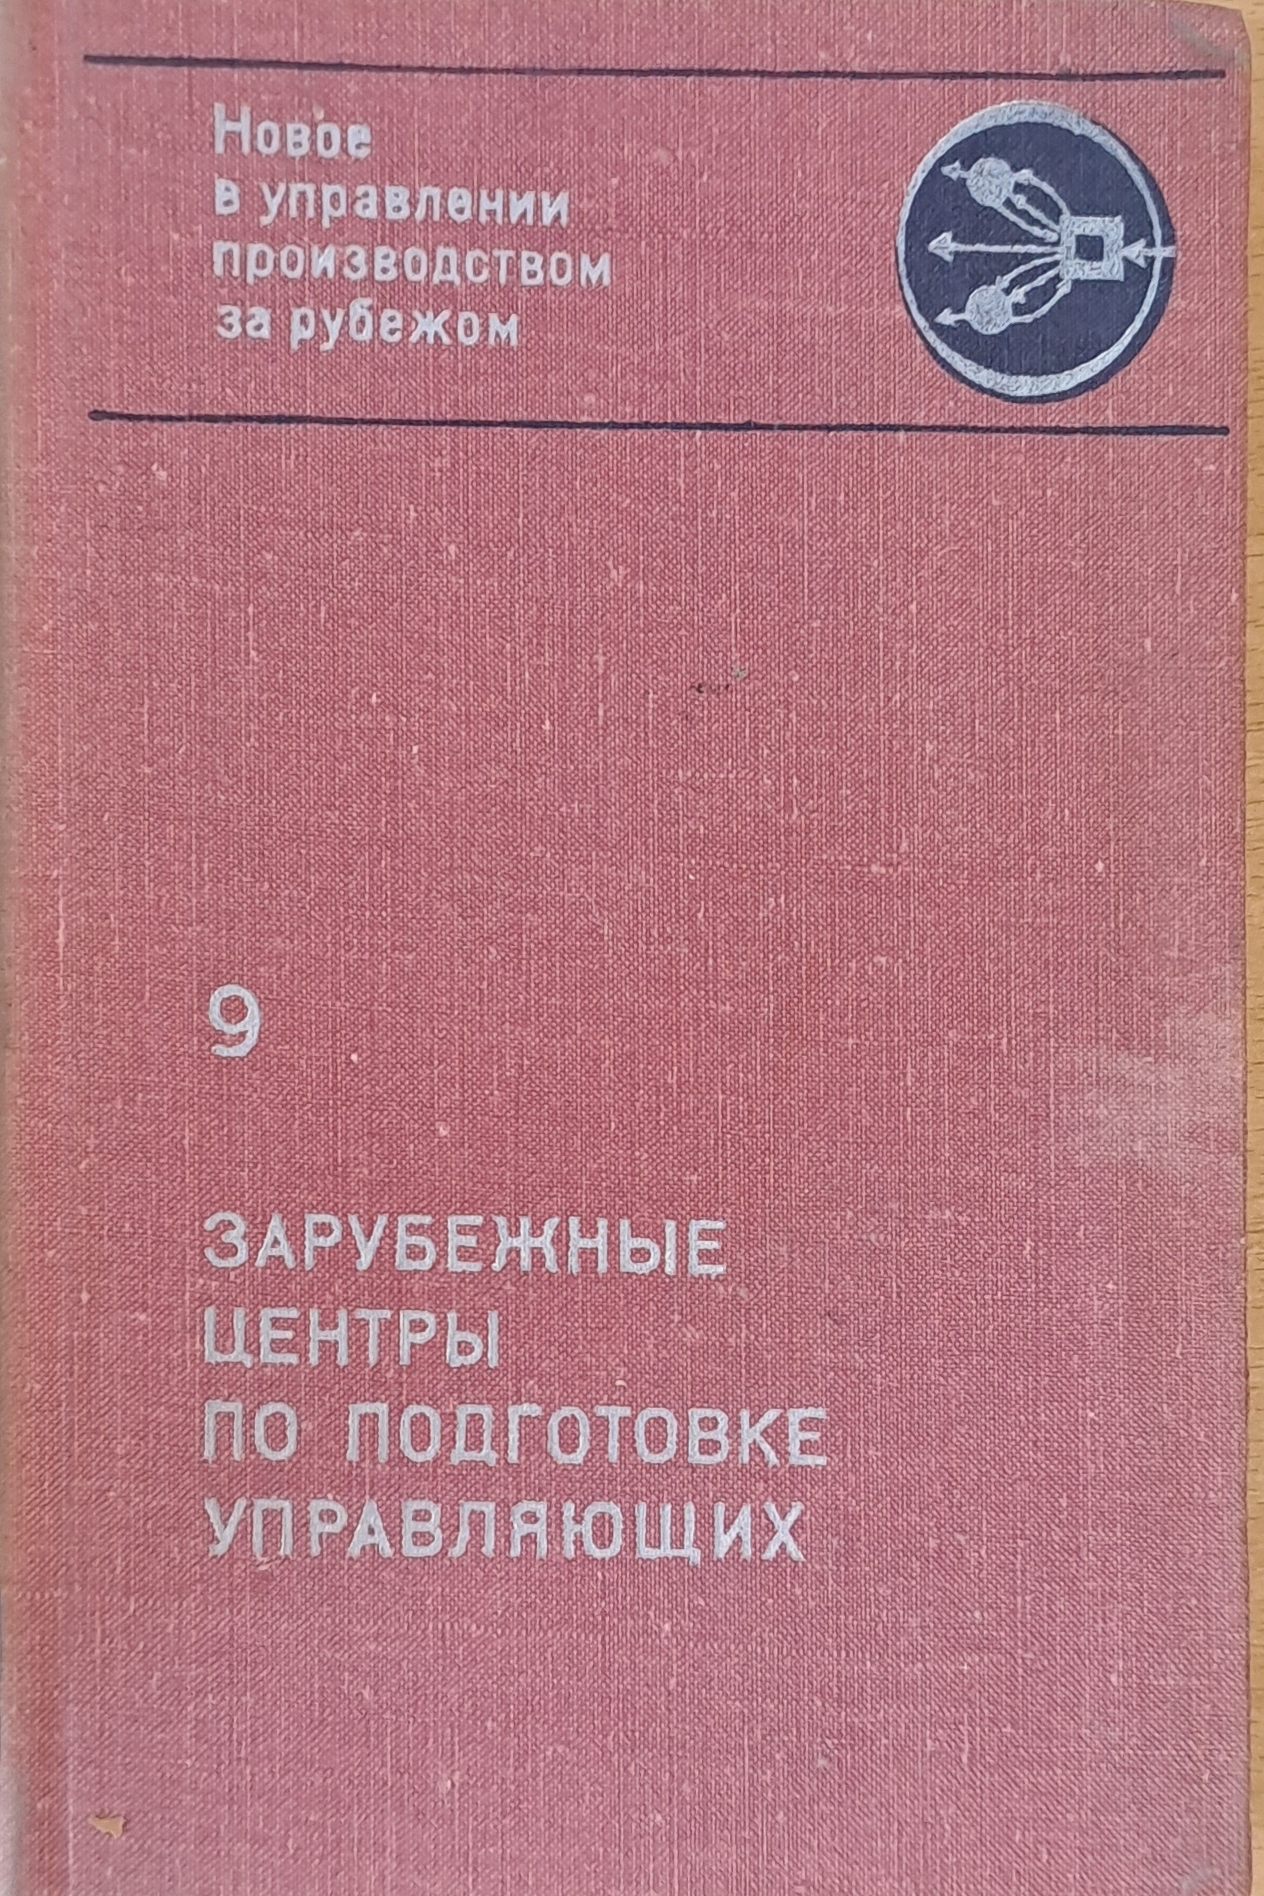 Новое
в управлении
производством
за рубежом
9
ЗАРУБЕЖНЫЕ
ЦЕНТРЫ
ПО ПОДГОТОВКЕ
УПРАВЛЯЮЩИХ